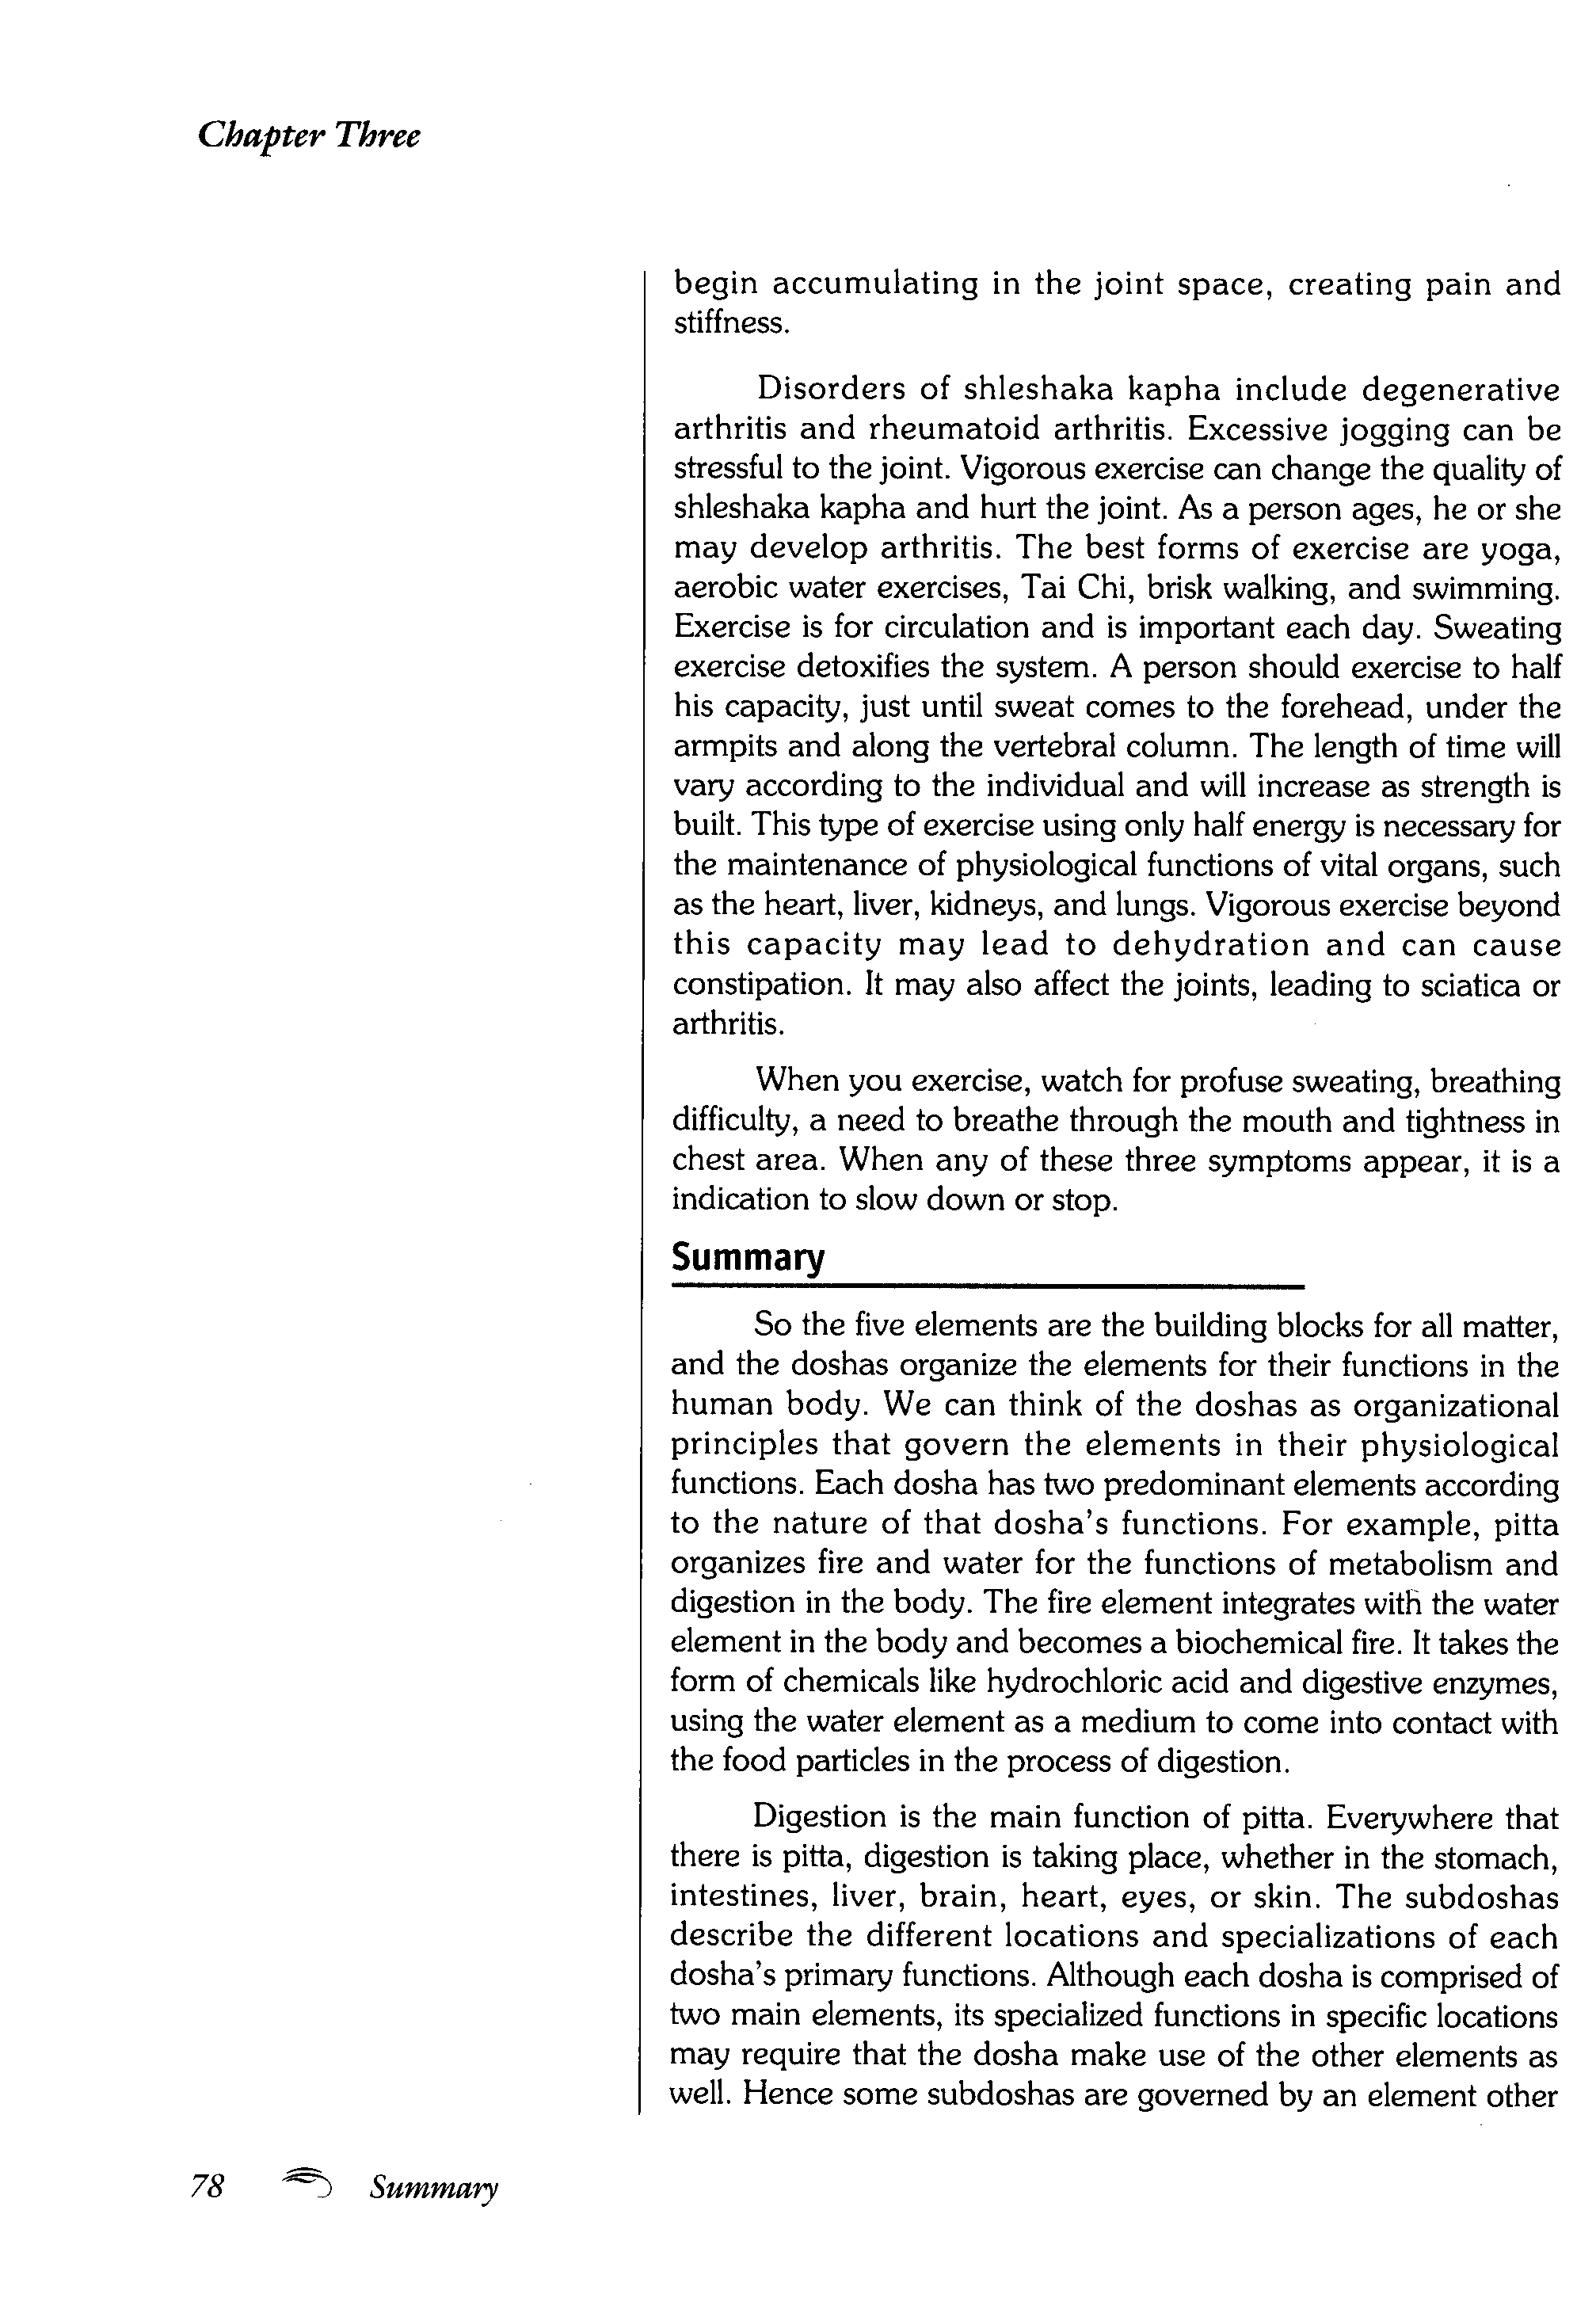 Chapter Three
begin accumulating in the joint space, creating pain and
stiffness.
Disorders of shleshaka kapha include degenerative
arthritis and rheumatoid arthritis. Excessive jogging can be
stressful to the joint. Vigorous exercise can change the quality of
shleshaka kapha and hurt the joint. As a person ages, he or she
may develop arthritis. The best forms of exercise are yoga,
aerobic water exercises, Tai Chi, brisk walking, and swimming.
Exercise is for circulation and is important each day. Sweating
exercise detoxifies the system. A person should exercise to half
his capacity, just until sweat comes to the forehead, under the
armpits and along the vertebral column. The length of time will
vary according to the individual and will increase as strength is
built. This type of exercise using only half energy is necessary for
the maintenance of physiological functions of vital organs, such
as the heart, liver, kidneys, and lungs. Vigorous exercise beyond
this capacity may lead to dehydration and can cause
constipation. It may also affect the joints, leading to sciatica or
arthritis.
When you exercise, watch for profuse sweating, breathing
difficulty, a need to breathe through the mouth and tightness in
chest area. When any of these three symptoms appear, it is a
indication to slow down or stop.
Summary
So the five elements are the building blocks for all matter,
and the doshas organize the elements for their functions in the
human body. We can think of the doshas as organizational
principles that govern the elements in their physiological
functions. Each dosha has two predominant elements according
to the nature of that dosha's functions. For example, pitta
organizes fire and water for the functions of metabolism and
digestion in the body. The fire element integrates with the water
element in the body and becomes a biochemical fire. It takes the
form of chemicals like hydrochloric acid and digestive enzymes,
using the water element as a medium to come into contact with
the food particles in the process of digestion.
Digestion is the main function of pitta. Everywhere that
there is pitta, digestion is taking place, whether in the stomach,
intestines, liver, brain, heart, eyes, or skin. The subdoshas
describe the different locations and specializations of each
dosha's primary functions. Although each dosha is comprised of
two main elements, its specialized functions in specific locations
may require that the dosha make use of the other elements as
well. Hence some subdoshas are governed by an element other
78 Summary